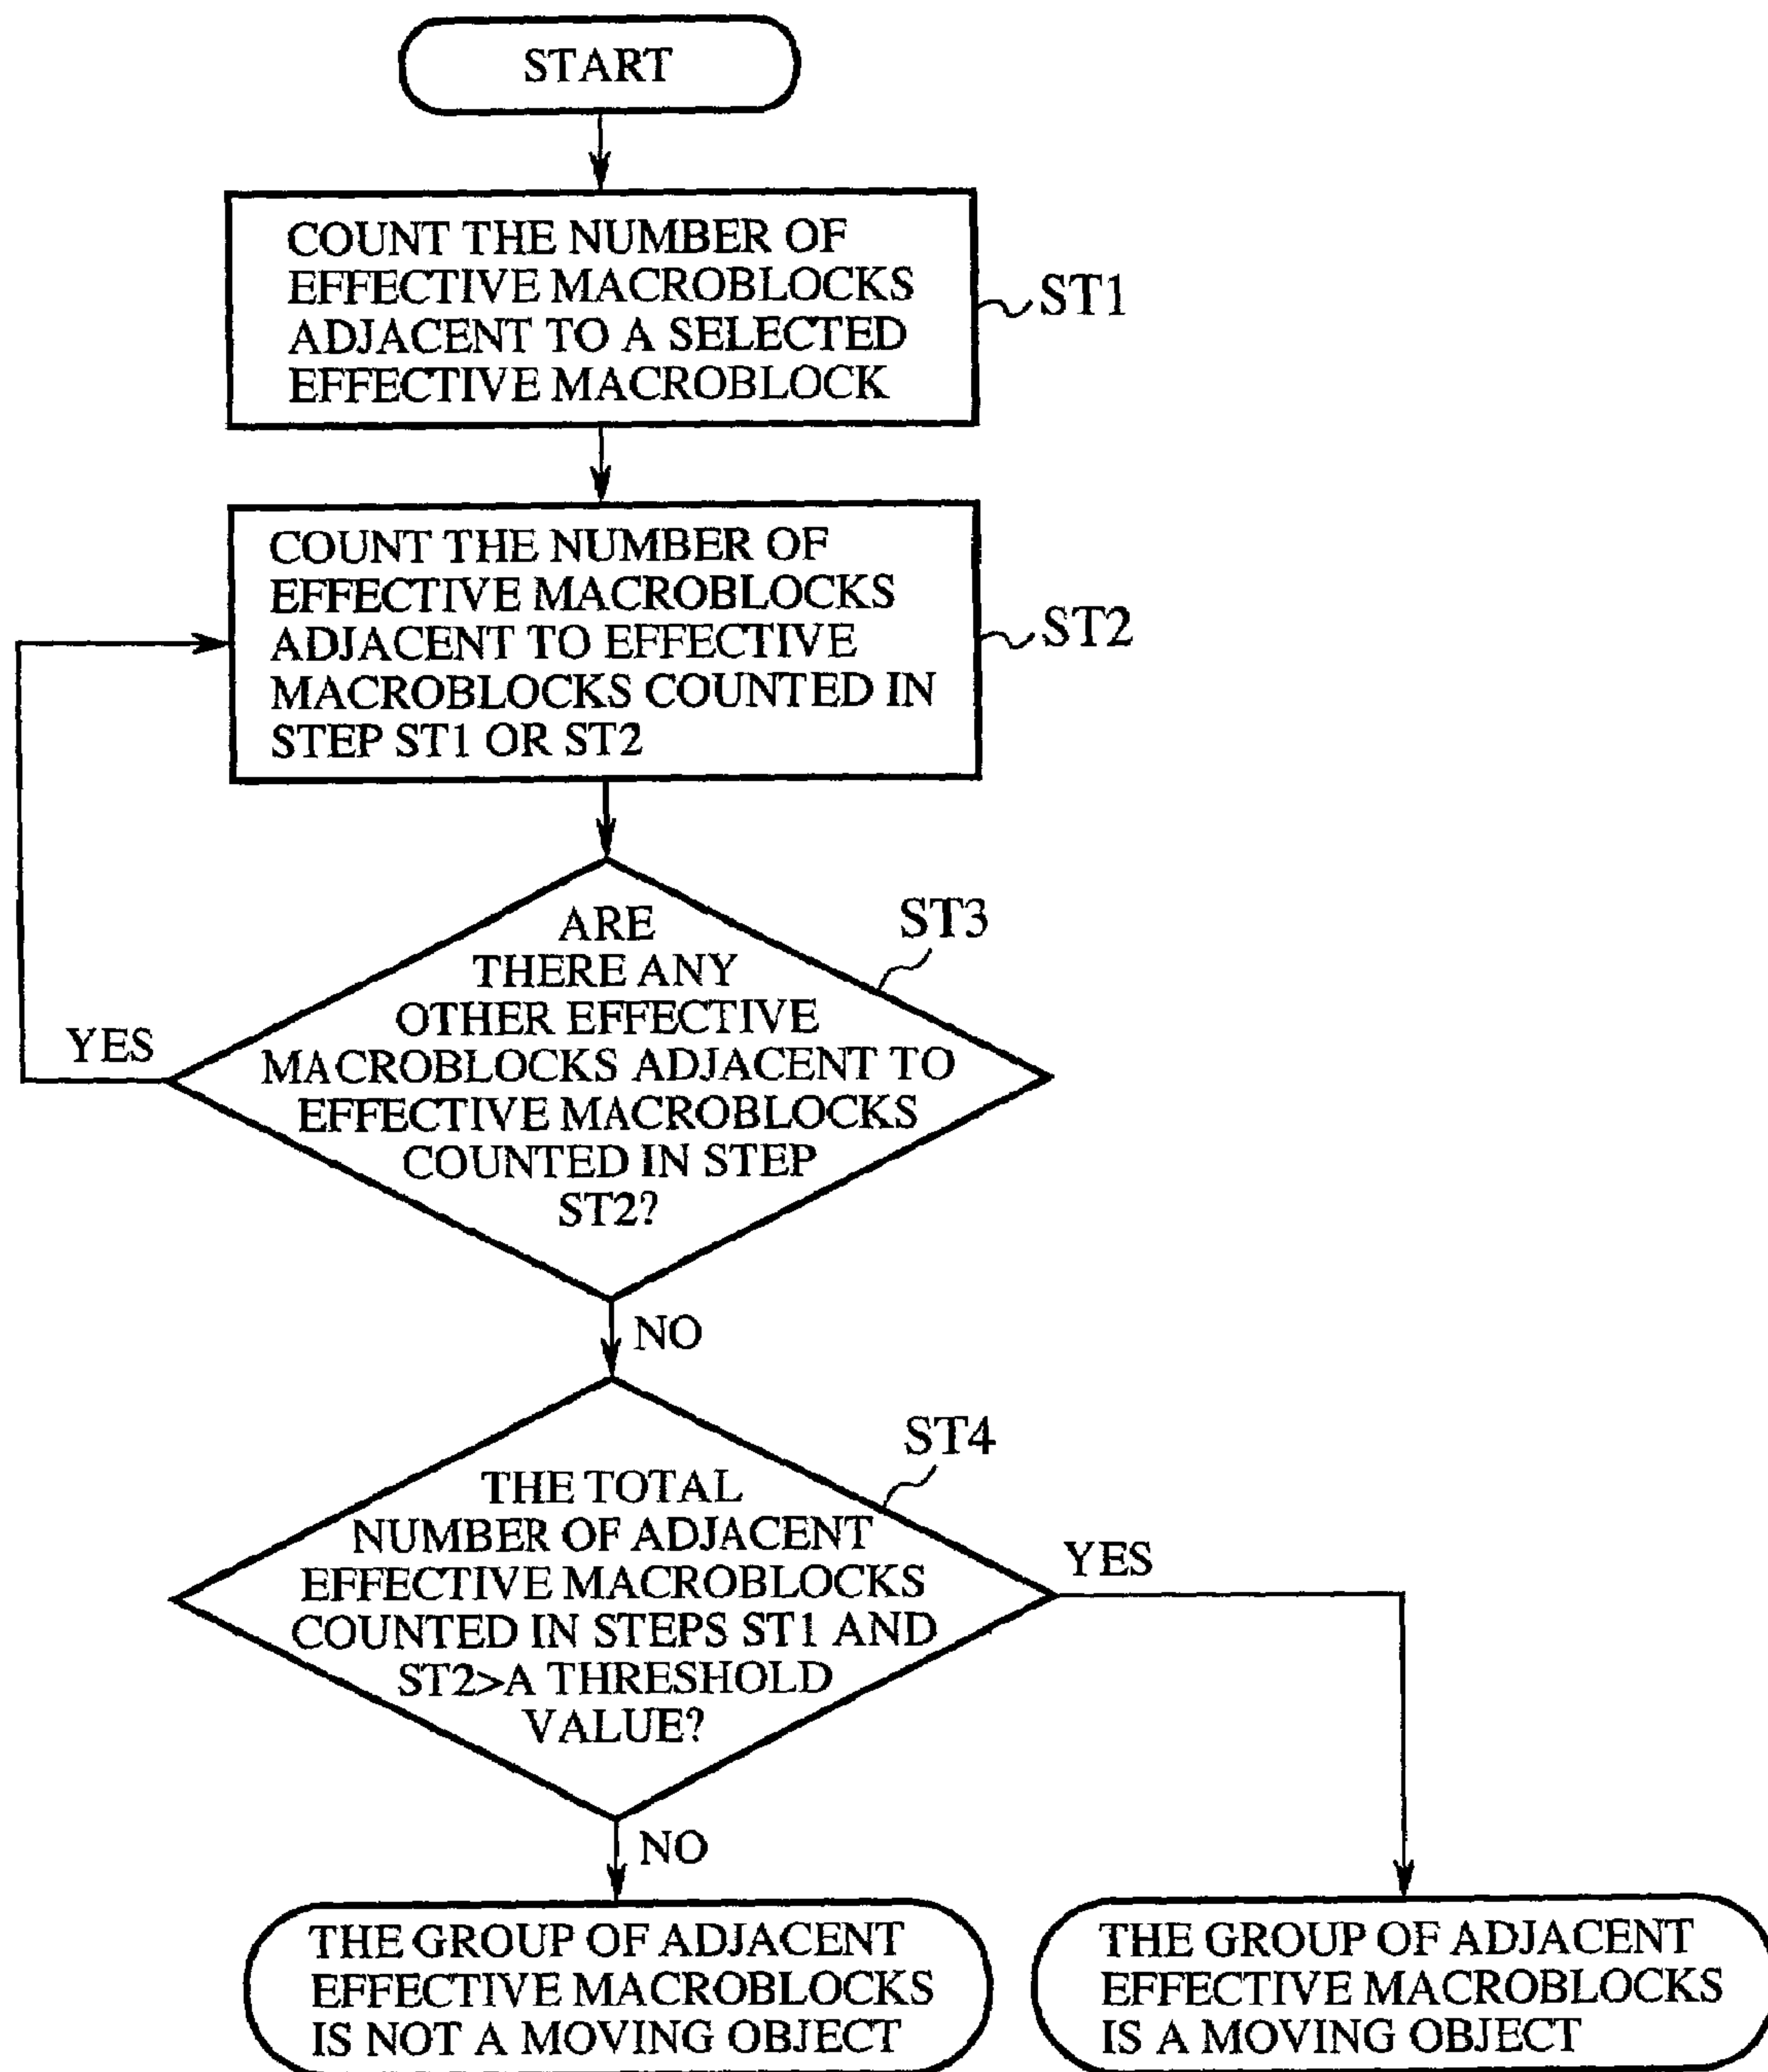 START
COUNT THE NUMBER OF
EFFECTIVE MACROBLOCKS
ADJACENT TO A SELECTED
EFFECTIVE MACROBLOCK
ST1
COUNT THE NUMBER OF
EFFECTIVE MACROBLOCKS
ADJACENT TO EFFECTIVE
MACROBLOCKS COUNTED IN
STEP ST1 OR ST2
ST2
ARE
THERE ANY
OTHER EFFECTIVE
MACROBLOCKS ADJACENT TO
EFFECTIVE MACROBLOCKS
COUNTED IN STEP
ST2?
ST3
YES
NO
THE TOTAL
NUMBER OF ADJACENT
EFFECTIVE MACROBLOCKS
COUNTED IN STEPS ST1 AND
ST2>A THRESHOLD
VALUE?
ST4
YES
NO
THE GROUP OF ADJACENT
EFFECTIVE MACROBLOCKS
IS NOT A MOVING OBJECT
THE GROUP OF ADJACENT
EFFECTIVE MACROBLOCKS
IS A MOVING OBJECT